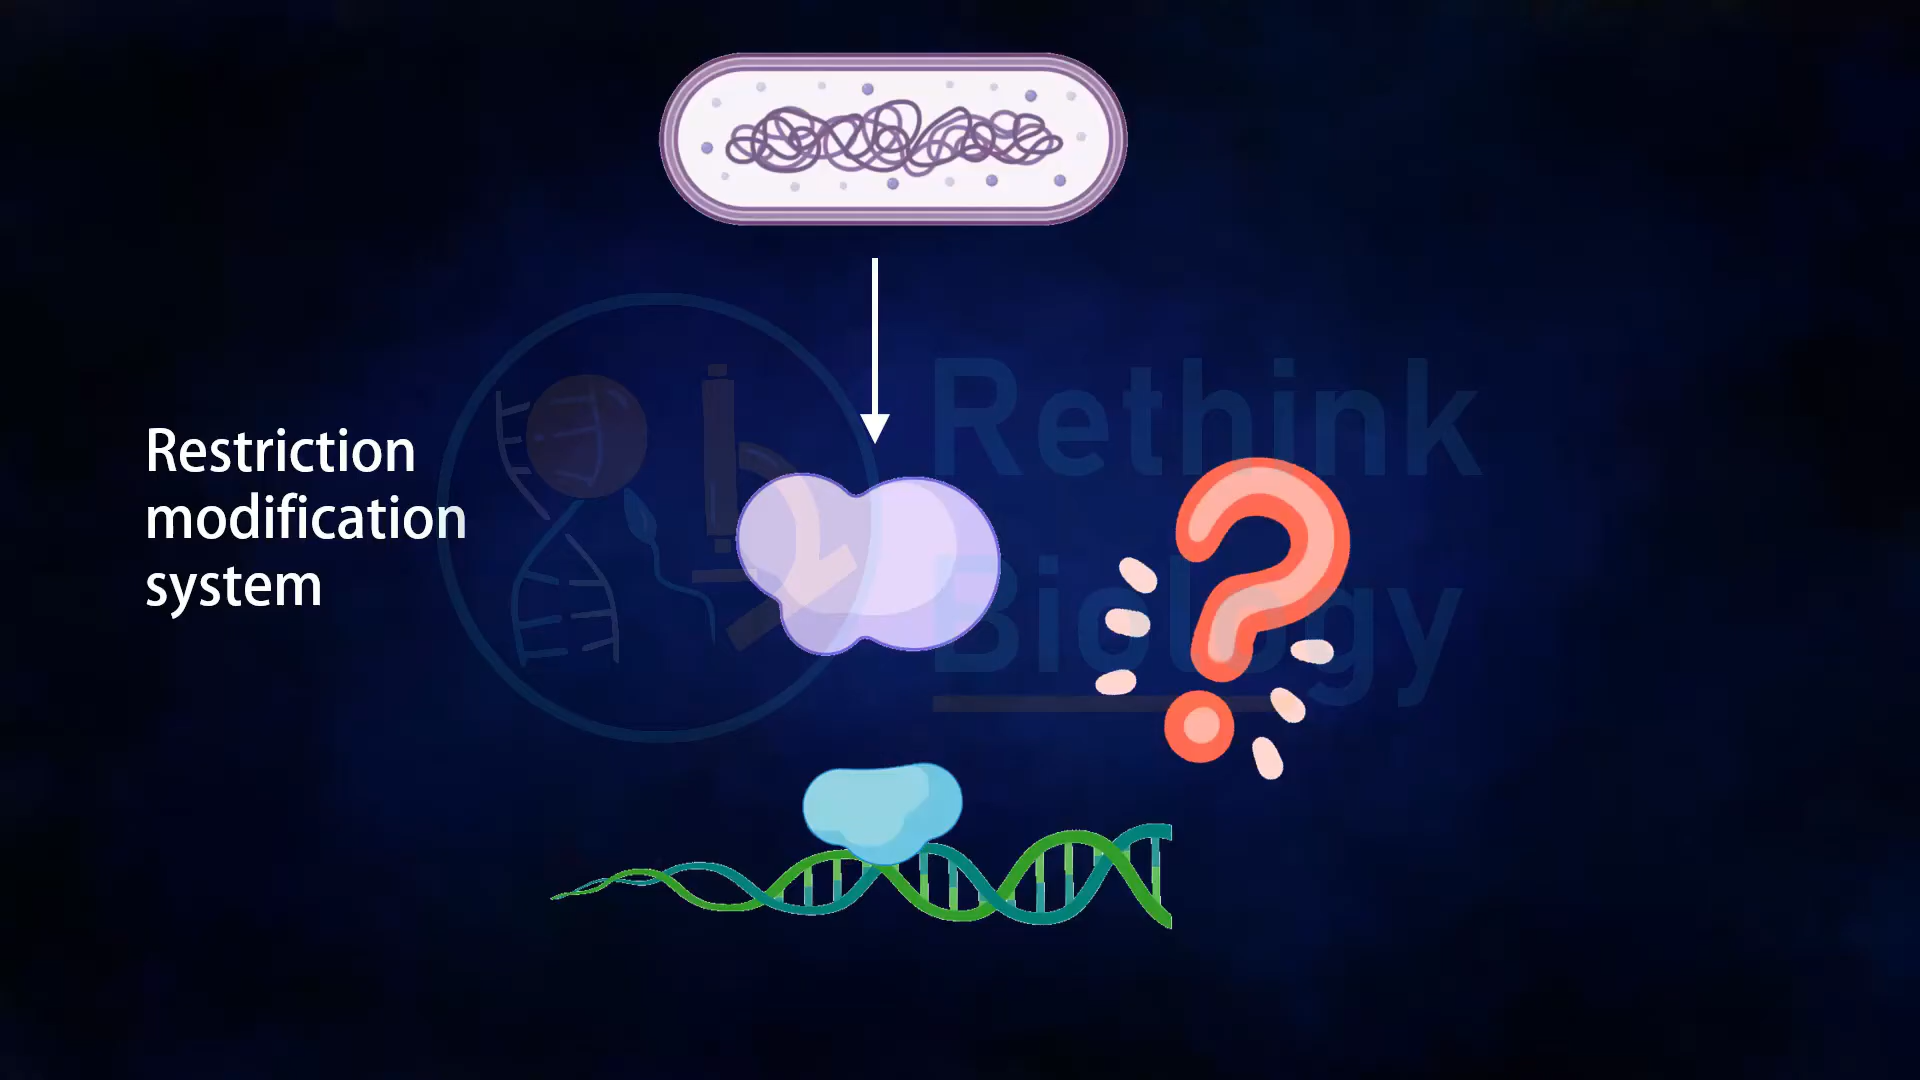 Restriction
modification
system
Rethink
Biology